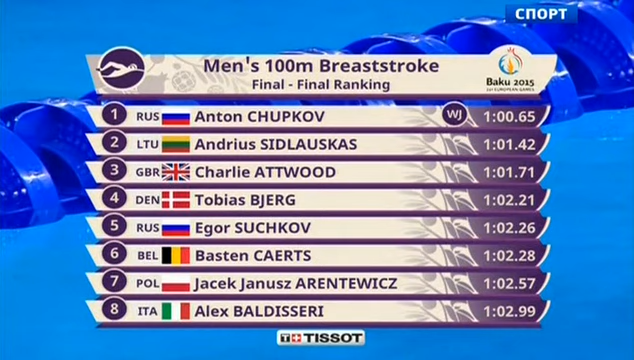 СПОРТ
Men's 100m Breaststroke
Final - Final Ranking
Baku 2015
1st EUROPEAN GAMES
1 RUS Anton CHUPKOV WJ 1:00.65
2 LTU Andrius SIDLAUSKAS 1:01.42
3 GBR Charlie ATTWOOD 1:01.71
4 DEN Tobias BJERG 1:02.21
5 RUS Egor SUCHKOV 1:02.26
6 BEL Basten CAERTS 1:02.28
7 POL Jacek Janusz ARENTEWICZ 1:02.57
8 ITA Alex BALDISSERI 1:02.99
TISSOT